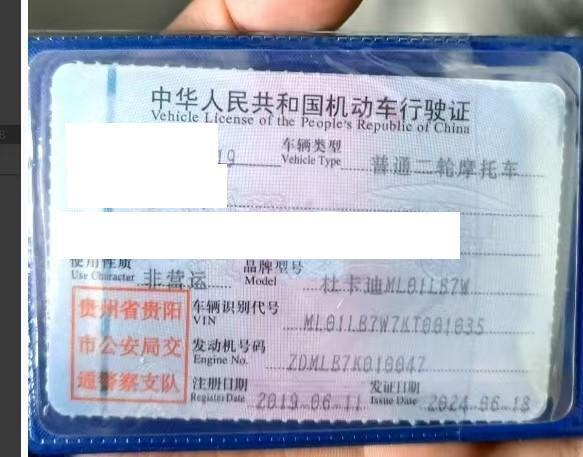 中华人民共和国机动车行驶证
Vehicle License of the People's Republic of China
19
车辆类型 普通二轮摩托车
Vehicle Type
使用性质 非营运 品牌型号 杜卡迪ML01LB7W
Use Character Model
贵州省贵阳
市公安局交
通警察支队
车辆识别代号 ML01LB7W7KT001035
VIN
发动机号码 ZDMLB7K010047
Engine No.
注册日期 2019-06-11 发证日期 2024-06-18
Register Date Issue Date